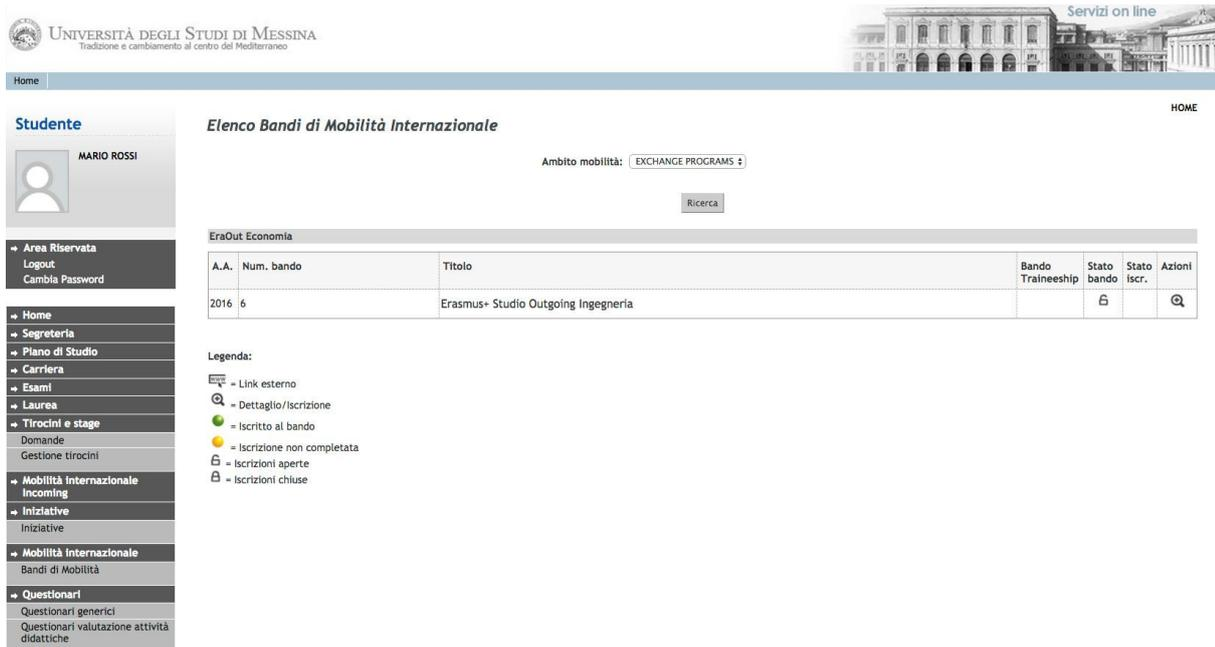 Servizi on line
UNIVERSITÀ DEGLI STUDI DI MESSINA
Tradizione e cambiamento al centro del Mediterraneo
Home
HOME
Studente
MARIO ROSSI
Area Riservata
Logout
Cambia Password
Home
Segreteria
Piano di Studio
Carriera
Esami
Laurea
Tirocini e stage
Domande
Gestione tirocini
Mobilità internazionale
Incoming
Iniziative
Iniziative
Mobilità internazionale
Bandi di Mobilità
Questionari
Questionari generici
Questionari valutazione attività
didattiche
Elenco Bandi di Mobilità Internazionale
Ambito mobilità: EXCHANGE PROGRAMS
Ricerca
EraOut Economia
A.A. Num. bando Titolo Bando Traineeship Stato bando Stato iscr. Azioni
2016 6 Erasmus+ Studio Outgoing Ingegneria
Legenda:
www = Link esterno
= Dettaglio/Iscrizione
= Iscritto al bando
= Iscrizione non completata
= Iscrizioni aperte
= Iscrizioni chiuse